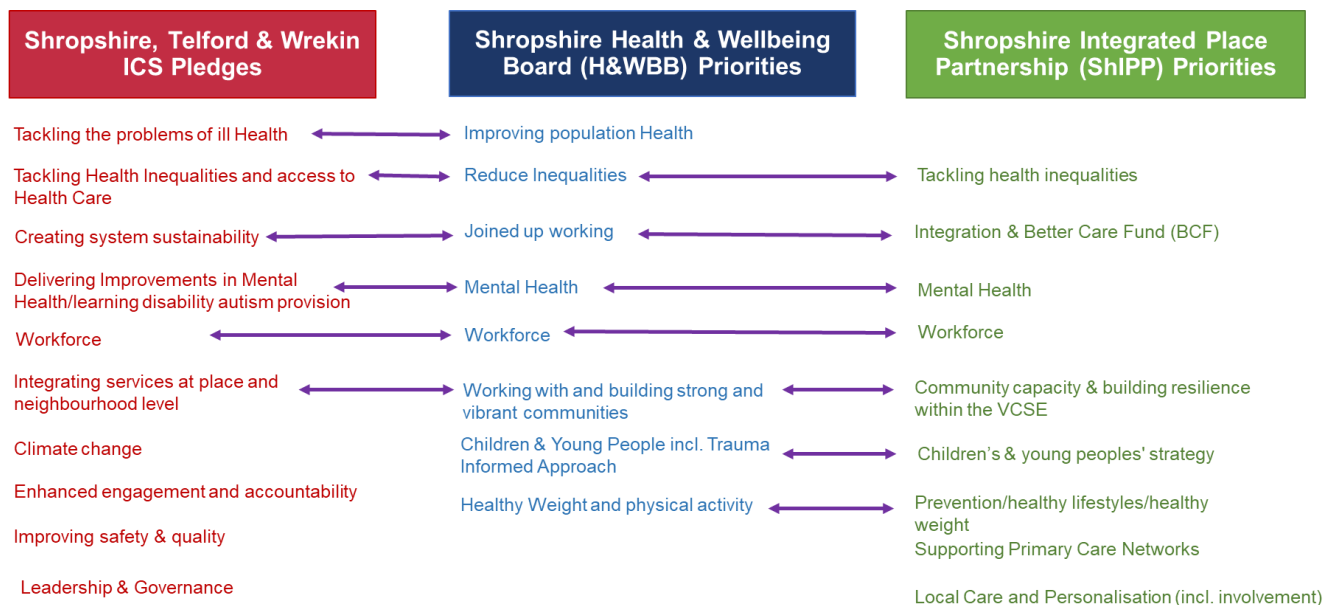 Shropshire, Telford & Wrekin
ICS Pledges
Tackling the problems of ill Health
Tackling Health Inequalities and access to
Health Care
Creating system sustainability
Delivering Improvements in Mental
Health/learning disability autism provision
Workforce
Integrating services at place and
neighbourhood level
Climate change
Enhanced engagement and accountability
Improving safety & quality
Leadership & Governance
Shropshire Health & Wellbeing
Board (H&WBB) Priorities
Improving population Health
Reduce Inequalities
Joined up working
Mental Health
Workforce
Working with and building strong and
vibrant communities
Children & Young People incl. Trauma
Informed Approach
Healthy Weight and physical activity
Shropshire Integrated Place
Partnership (ShIPP) Priorities
Tackling health inequalities
Integration & Better Care Fund (BCF)
Mental Health
Workforce
Community capacity & building resilience
within the VCSE
Children’s & young peoples' strategy
Prevention/healthy lifestyles/healthy
weight
Supporting Primary Care Networks
Local Care and Personalisation (incl. involvement)